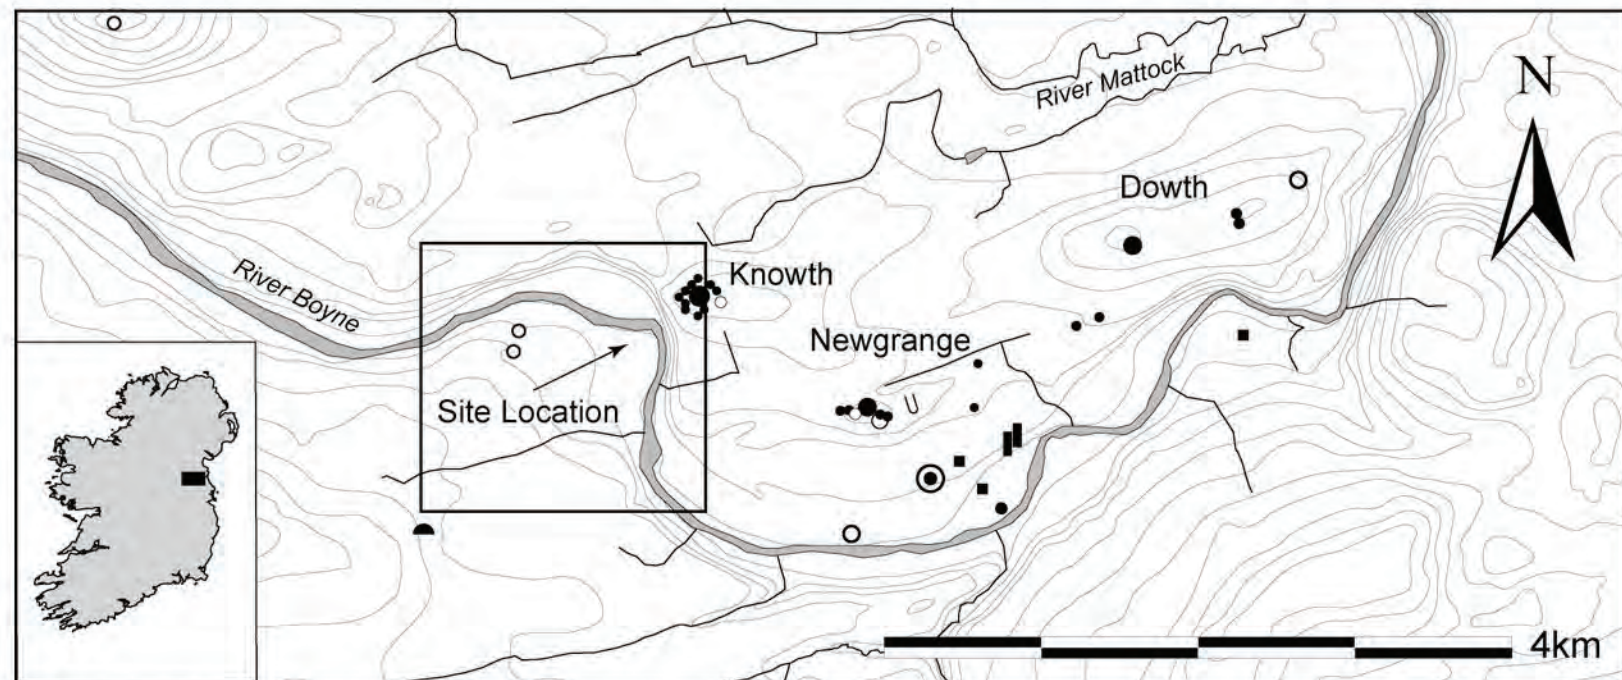 River Mattock
N
Dowth
River Boyne
Knowth
Newgrange
Site Location
4km